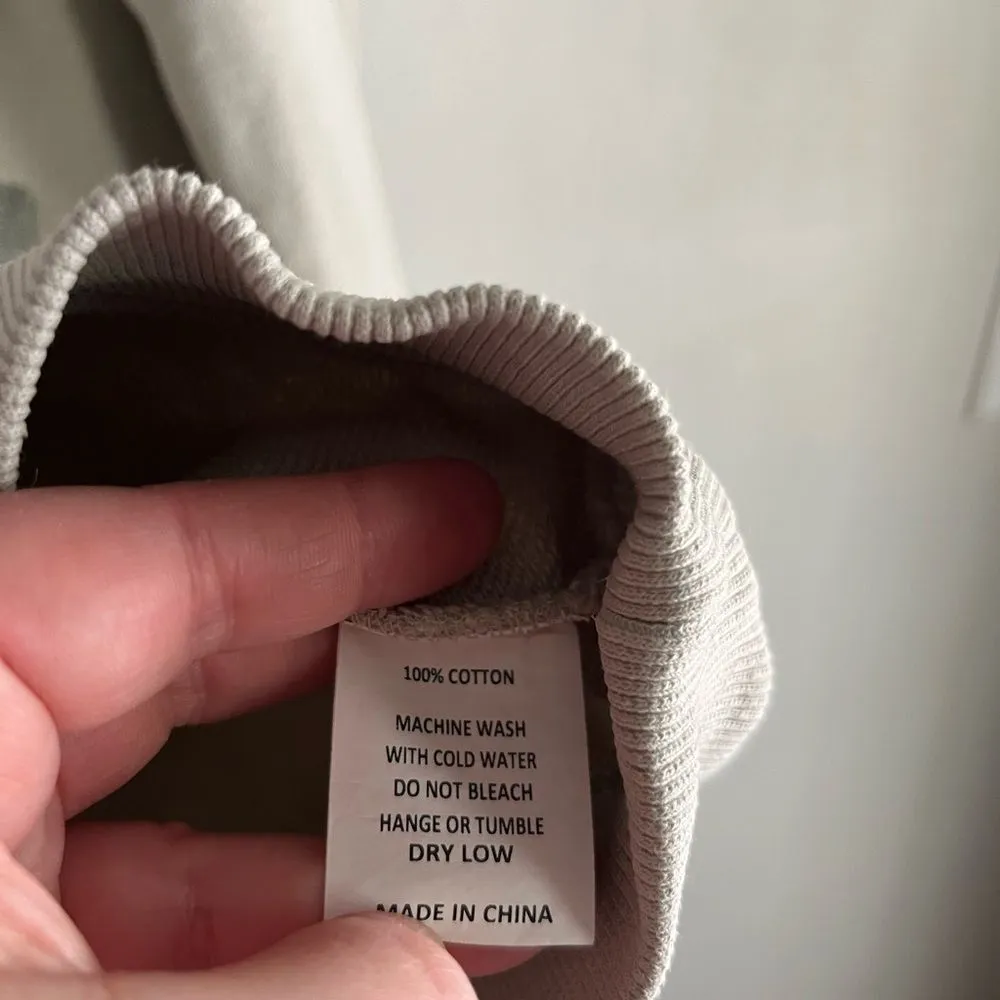 100% COTTON
MACHINE WASH
WITH COLD WATER
DO NOT BLEACH
HANGE OR TUMBLE
DRY LOW
MADE IN CHINA